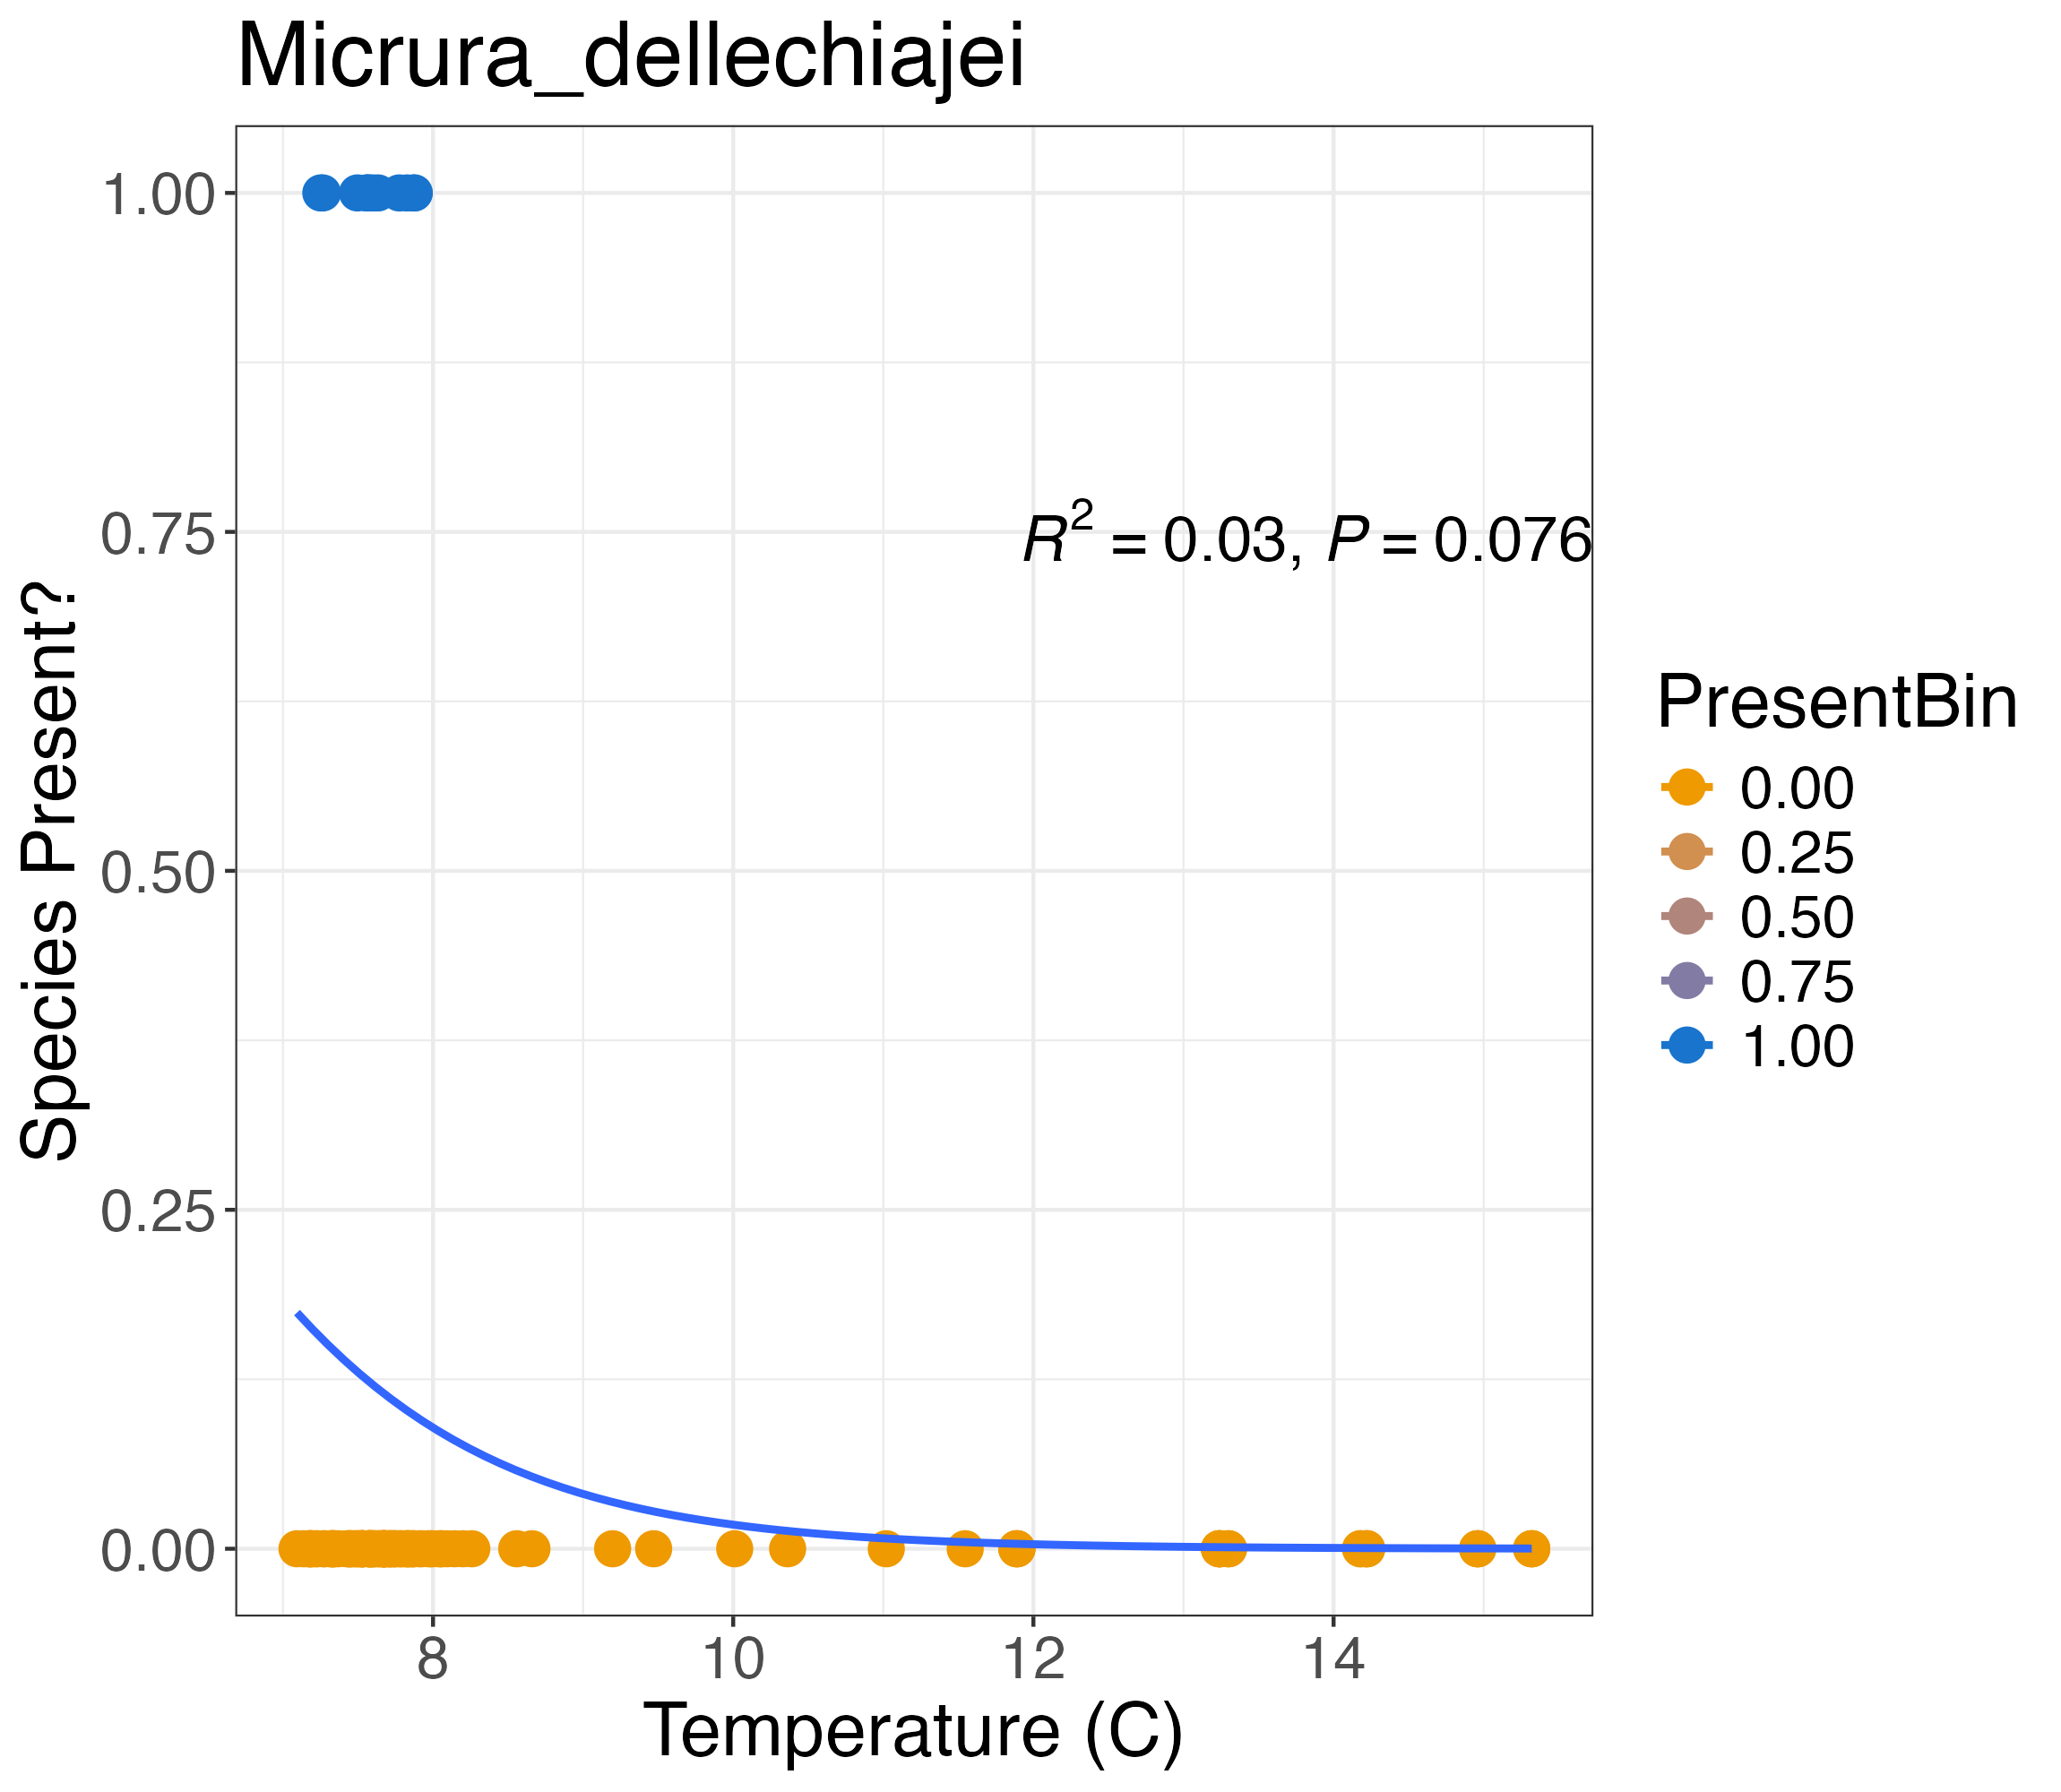 Micrura_dellechiajei
1.00
0.75
0.50
0.25
0.00
Species Present?
R² = 0.03, P = 0.076
8 10 12 14
Temperature (C)
PresentBin
0.00
0.25
0.50
0.75
1.00